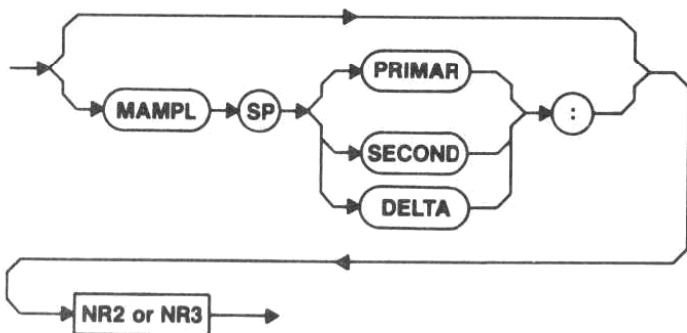 PRIMAR
MAMPL SP :
SECOND
DELTA
NR2 or NR3